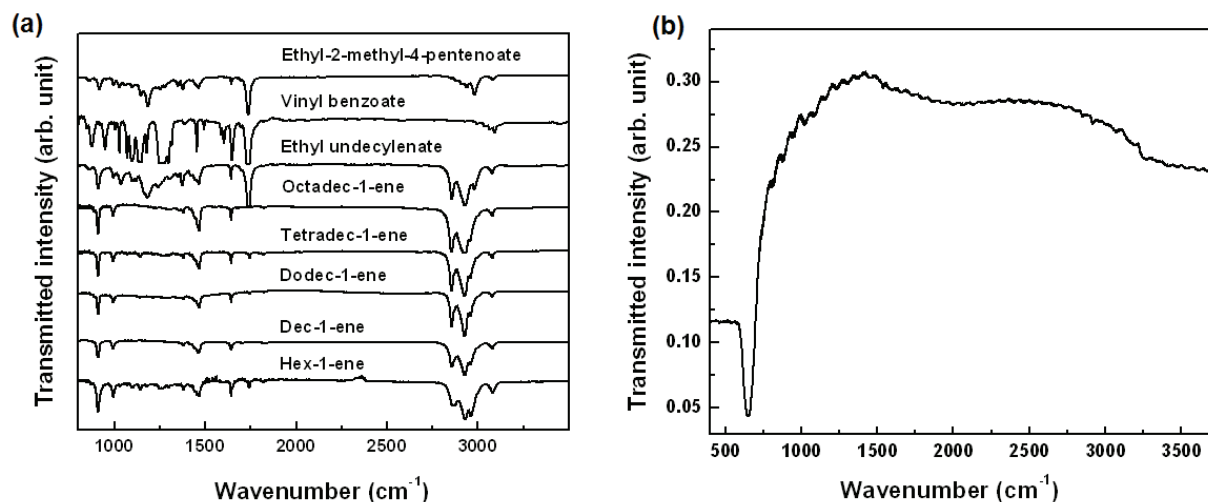 (a)
Transmitted intensity (arb. unit)
Ethyl-2-methyl-4-pentenoate
Vinyl benzoate
Ethyl undecylenate
Octadec-1-ene
Tetradec-1-ene
Dodec-1-ene
Dec-1-ene
Hex-1-ene
1000 1500 2000 2500 3000
Wavenumber (cm⁻¹)
(b)
Transmitted intensity (arb. unit)
0.30
0.25
0.20
0.15
0.10
0.05
500 1000 1500 2000 2500 3000 3500
Wavenumber (cm⁻¹)